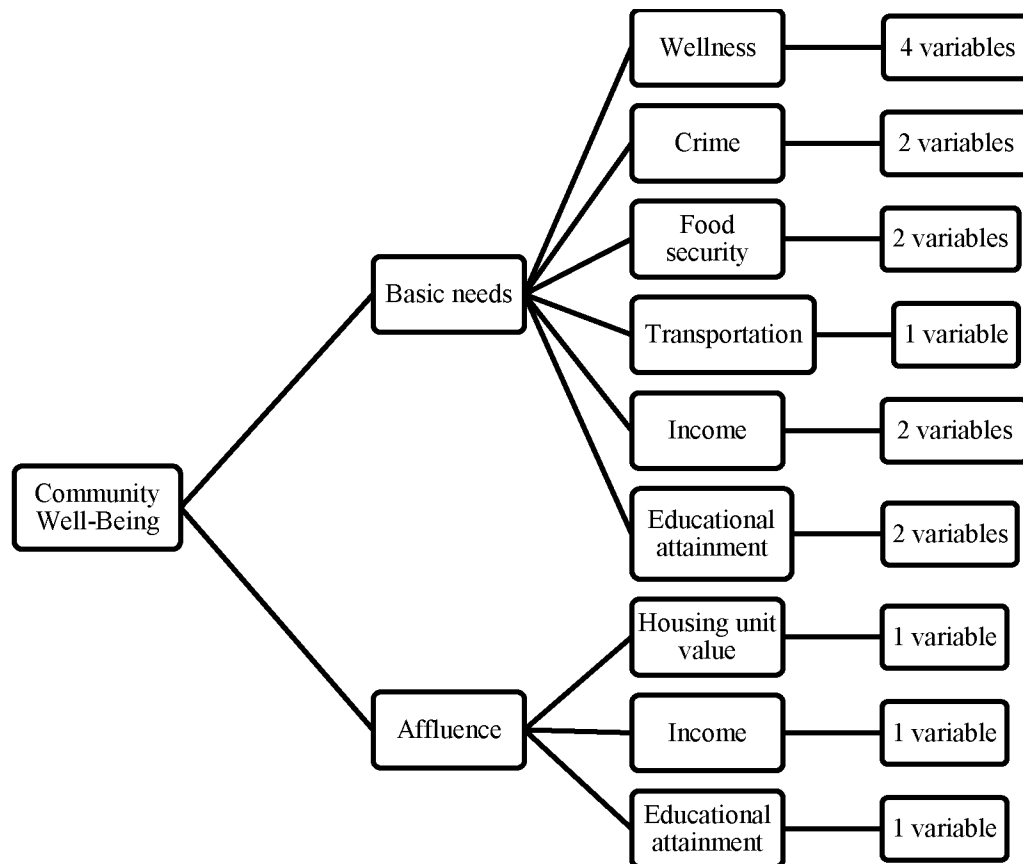 Wellness
4 variables
Crime
2 variables
Food
security
2 variables
Basic needs
Transportation
1 variable
Income
2 variables
Community
Well-Being
Educational
attainment
2 variables
Housing unit
value
1 variable
Affluence
Income
1 variable
Educational
attainment
1 variable